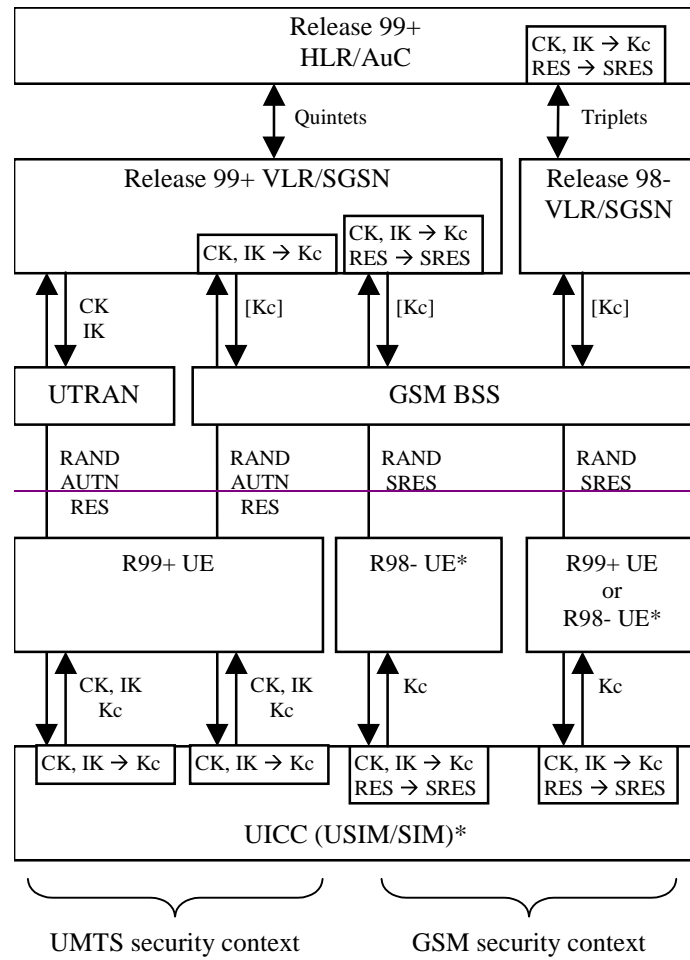 Release 99+
HLR/AuC
CK, IK → Kc
RES → SRES
Quintets
Triplets
Release 99+ VLR/SGSN
CK, IK → Kc
CK, IK → Kc
RES → SRES
Release 98-
VLR/SGSN
CK
IK
[Kc]
[Kc]
[Kc]
UTRAN
GSM BSS
RAND
AUTN
RES
RAND
AUTN
RES
RAND
SRES
RAND
SRES
R99+ UE
R98- UE*
R99+ UE
or
R98- UE*
CK, IK
Kc
CK, IK
Kc
Kc
Kc
CK, IK → Kc
CK, IK → Kc
CK, IK → Kc
RES → SRES
CK, IK → Kc
RES → SRES
UICC (USIM/SIM)*
UMTS security context
GSM security context